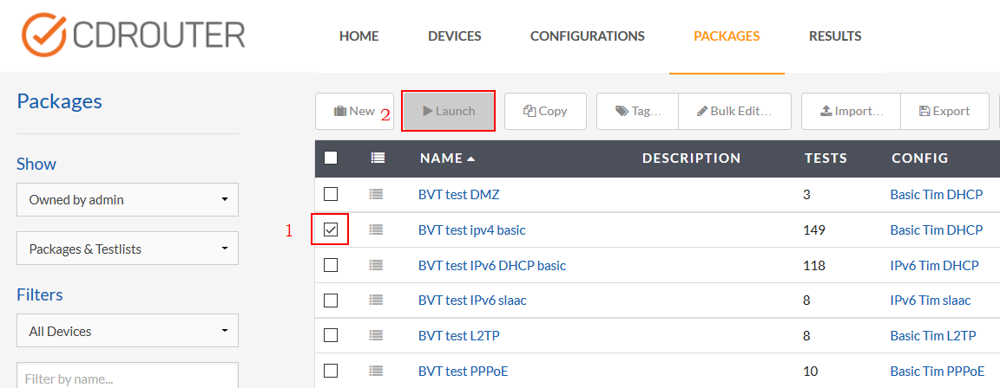 CDROUTER
HOME DEVICES CONFIGURATIONS PACKAGES RESULTS
Packages
New 2 Launch Copy Tag... Bulk Edit... Import... Export
NAME DESCRIPTION TESTS CONFIG
Show
BVT test DMZ 3 Basic Tim DHCP
Owned by admin
1 BVT test ipv4 basic 149 Basic Tim DHCP
Packages & Testlists
BVT test IPv6 DHCP basic 118 IPv6 Tim DHCP
Filters
BVT test IPv6 slaac 8 IPv6 Tim slaac
All Devices
BVT test L2TP 8 Basic Tim L2TP
Filter by name...
BVT test PPPoE 10 Basic Tim PPPoE